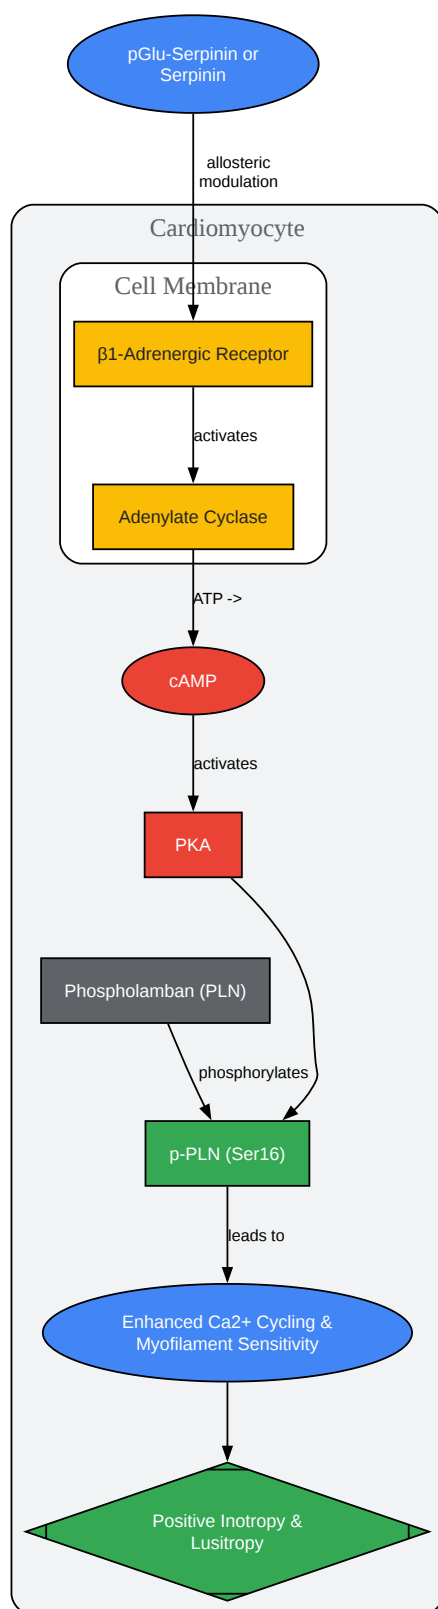 pGlu-Serpinin or
Serpinin
allosteric
modulation
Cardiomyocyte
Cell Membrane
β1-Adrenergic Receptor
activates
Adenylate Cyclase
ATP ->
cAMP
activates
PKA
Phospholamban (PLN)
phosphorylates
p-PLN (Ser16)
leads to
Enhanced Ca2+ Cycling &
Myofilament Sensitivity
Positive Inotropy &
Lusitropy